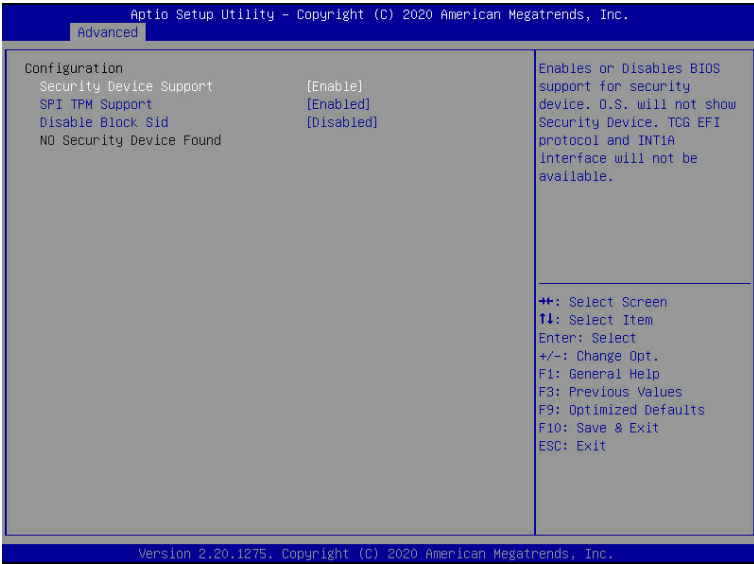 Aptio Setup Utility – Copyright (C) 2020 American Megatrends, Inc.
Advanced
Configuration
Security Device Support [Enable]
SPI TPM Support [Enabled]
Disable Block Sid [Disabled]
NO Security Device Found
Enables or Disables BIOS
support for security
device. O.S. will not show
Security Device. TCG EFI
protocol and INT1A
interface will not be
available.
→←: Select Screen
↑↓: Select Item
Enter: Select
+/-: Change Opt.
F1: General Help
F3: Previous Values
F9: Optimized Defaults
F10: Save & Exit
ESC: Exit
Version 2.20.1275. Copyright (C) 2020 American Megatrends, Inc.